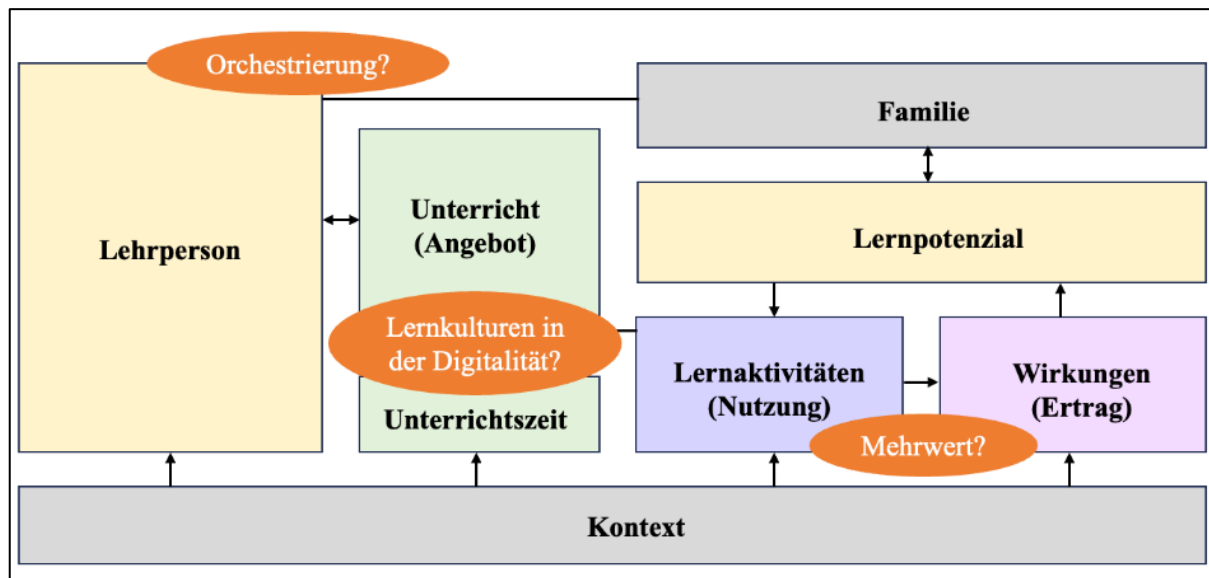 Orchestrierung?
Familie
Lehrperson
Unterricht
(Angebot)
Lernpotenzial
Lernkulturen in
der Digitalität?
Unterrichtszeit
Lernaktivitäten
(Nutzung)
Wirkungen
(Ertrag)
Mehrwert?
Kontext